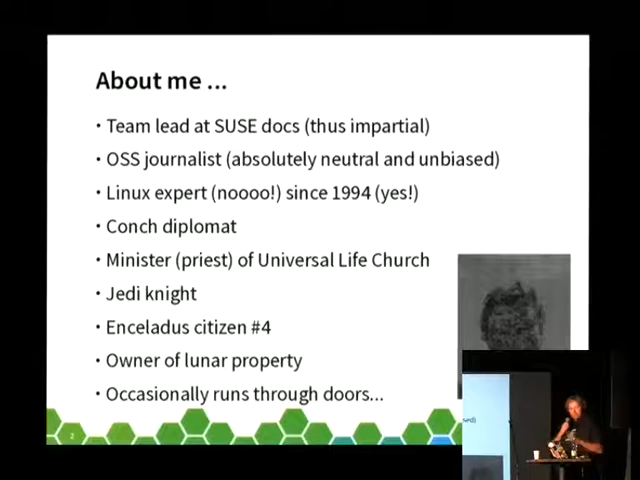 About me ...
• Team lead at SUSE docs (thus impartial)
• OSS journalist (absolutely neutral and unbiased)
• Linux expert (noooo!) since 1994 (yes!)
• Conch diplomat
• Minister (priest) of Universal Life Church
• Jedi knight
• Enceladus citizen #4
• Owner of lunar property
• Occasionally runs through doors...
2
sed)